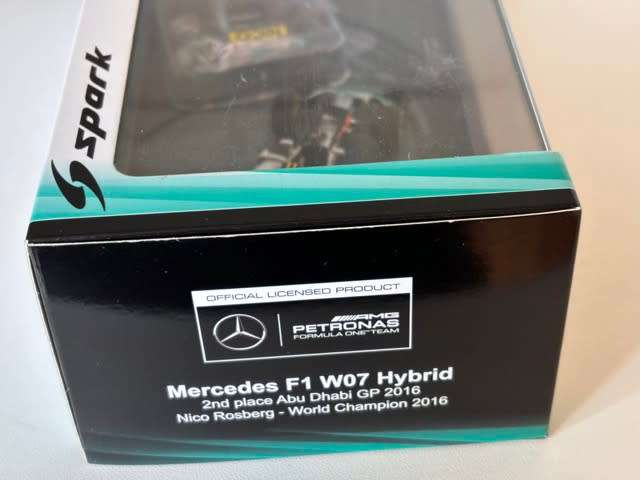 spark
OFFICIAL LICENSED PRODUCT
AMG
PETRONAS
FORMULA ONE™ TEAM
Mercedes F1 W07 Hybrid
2nd place Abu Dhabi GP 2016
Nico Rosberg - World Champion 2016